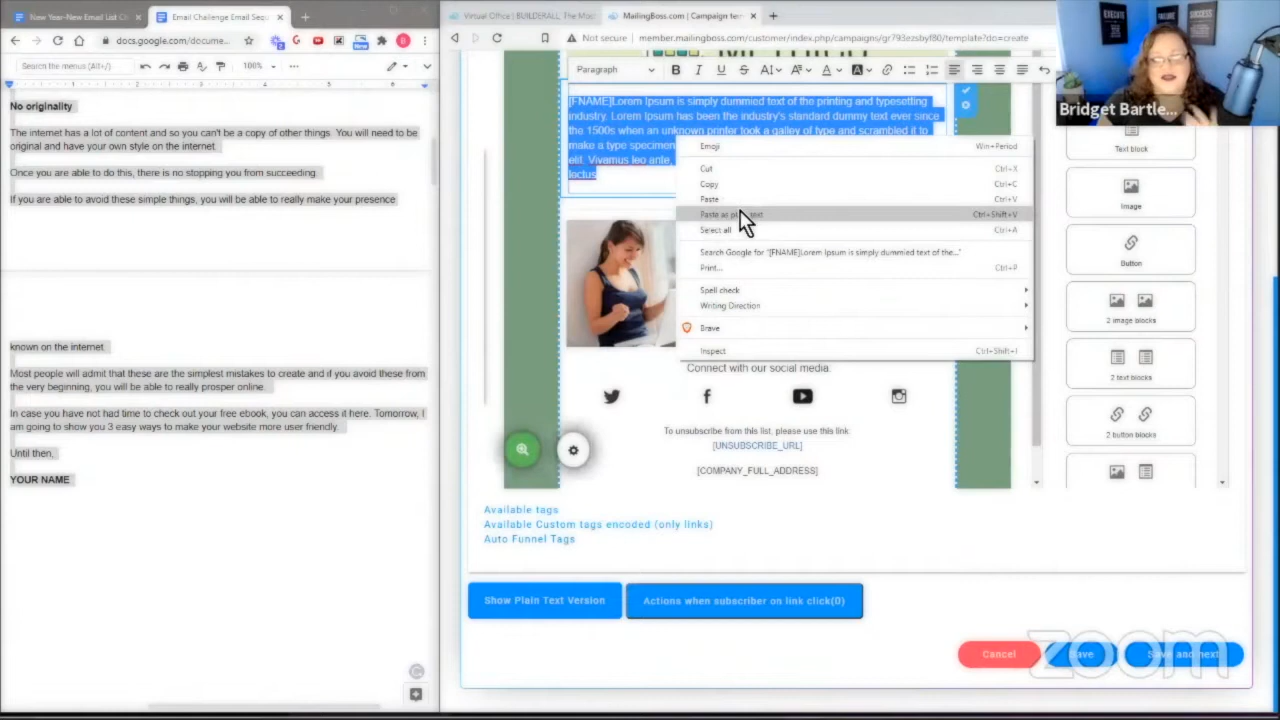 New Year-New Email List Ch
Email Challenge Email Seq
Virtual Office | BUILDERALL The Mag
MailingBoss.com | Campaign tem
docs.google.com/docume...
Not secure
member.mailingboss.com/customer/index.php/campaigns/gr793ezsbyf80/template?do=create
New
Search the menus (Alt+/)
100%
Paragraph
No originality
The internet has a lot of content and so you can't be a copy of other things. You will need to be
original and have your own style on the internet.
Once you are able to do this, there is no stopping you from succeeding.
If you are able to avoid these simple things, you will be able to really make your presence
known on the internet.
Most people will admit that these are the simplest mistakes to create and if you avoid these from
the very beginning, you will be able to really prosper online.
In case you have not had time to check out your free ebook, you can access it here. Tomorrow, I
am going to show you 3 easy ways to make your website more user friendly.
Until then,
YOUR NAME
[FNAME]Lorem Ipsum is simply dummied text of the printing and typesetting
industry. Lorem Ipsum has been the industry's standard dummy text ever since
the 1500s when an unknown printer took a galley of type and scrambled it to
make a type specimen
elit. Vivamus leo ante,
lectus
Emoji Win+Period
Cut Ctrl+X
Copy Ctrl+C
Paste Ctrl+V
Paste as plain text Ctrl+Shift+V
Select all Ctrl+A
Search Google for "[FNAME]Lorem Ipsum is simply dummied text of the..."
Print... Ctrl+P
Spell check
Writing Direction
Brave
Inspect Ctrl+Shift+I
Connect with our social media:
To unsubscribe from this list, please use this link:
[UNSUBSCRIBE_URL]
[COMPANY_FULL_ADDRESS]
Available tags
Available Custom tags encoded (only links)
Auto Funnel Tags
Show Plain Text Version
Actions when subscriber on link click(0)
Cancel
Save
Save and next
zoom
EXECUTE
FAILURE
SUCCESS
Bridget Bartle...
Text block
Image
Button
2 image blocks
2 text blocks
2 button blocks